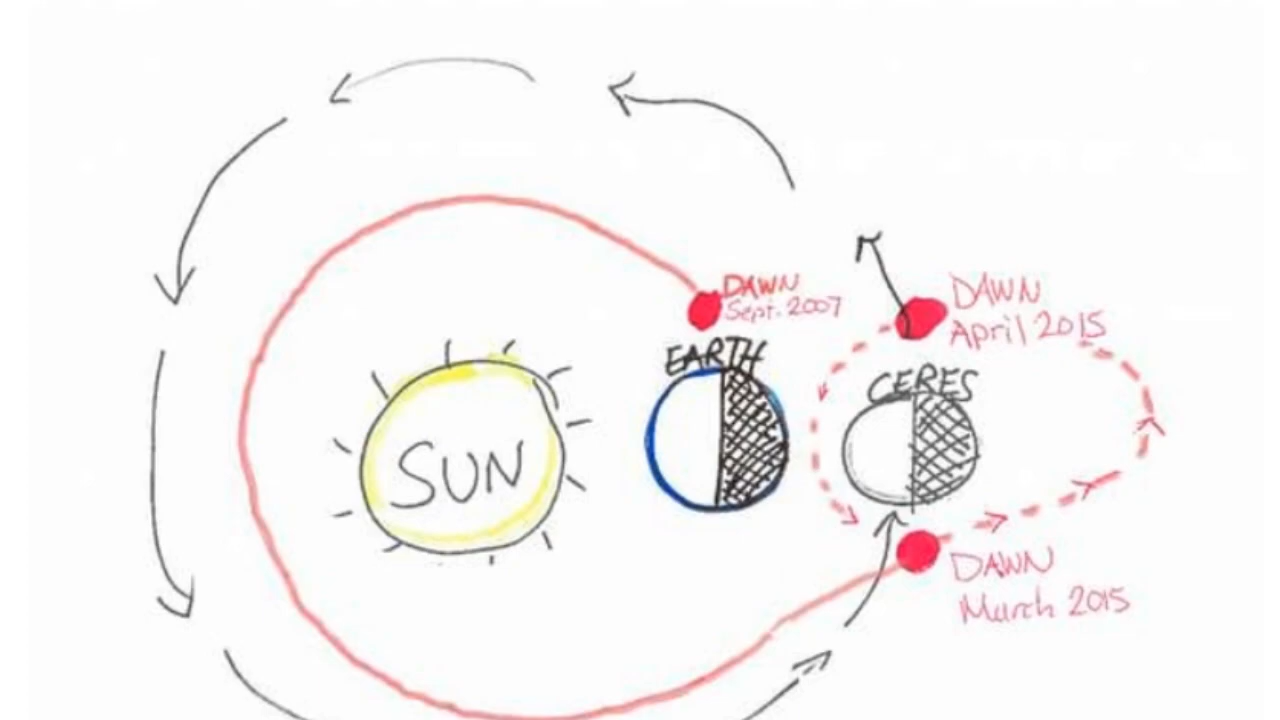 DAWN
Sept. 2007
DAWN
April 2015
EARTH
CERES
SUN
DAWN
March 2015